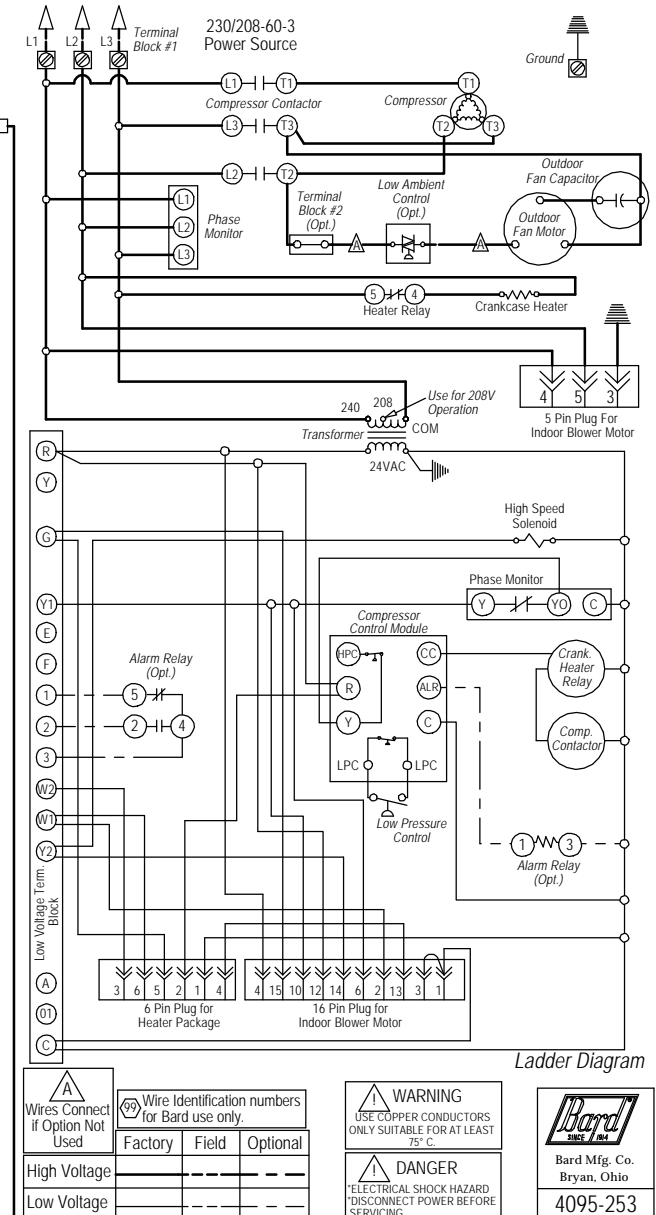 230/208-60-3
Power Source
L1
L2
L3
Terminal
Block #1
Ground
L1
T1
T1
Compressor Contactor
Compressor
L3
T3
T2
T3
L2
T2
Outdoor
Fan Capacitor
Low Ambient
Control
(Opt.)
Terminal
Block #2
(Opt.)
L1
L2
L3
Phase
Monitor
A
A
Outdoor
Fan Motor
5
4
Heater Relay
Crankcase Heater
4
5
3
5 Pin Plug For
Indoor Blower Motor
240
208
Use for 208V
Operation
COM
Transformer
24VAC
R
Y
G
Y1
E
F
1
2
3
W2
W1
Y2
Low Voltage Term.
Block
A
01
C
High Speed
Solenoid
Phase Monitor
Y
YO
C
Compressor
Control Module
HPC
CC
R
ALR
Y
C
LPC
LPC
Low Pressure
Control
Crank.
Heater
Relay
Comp.
Contactor
Alarm Relay
(Opt.)
5
2
4
1
3
Alarm Relay
(Opt.)
3 6 5 2 1 4
6 Pin Plug for
Heater Package
4 15 10 12 14 6 2 13 3 1
16 Pin Plug for
Indoor Blower Motor
Ladder Diagram
A
Wires Connect
if Option Not
Used
99
Wire Identification numbers
for Bard use only.
Factory Field Optional
High Voltage
Low Voltage
! WARNING
USE COPPER CONDUCTORS
ONLY SUITABLE FOR AT LEAST
75° C.
! DANGER
*ELECTRICAL SHOCK HAZARD
*DISCONNECT POWER BEFORE
SERVICING.
Bard
SINCE 1914
Bard Mfg. Co.
Bryan, Ohio
4095-253